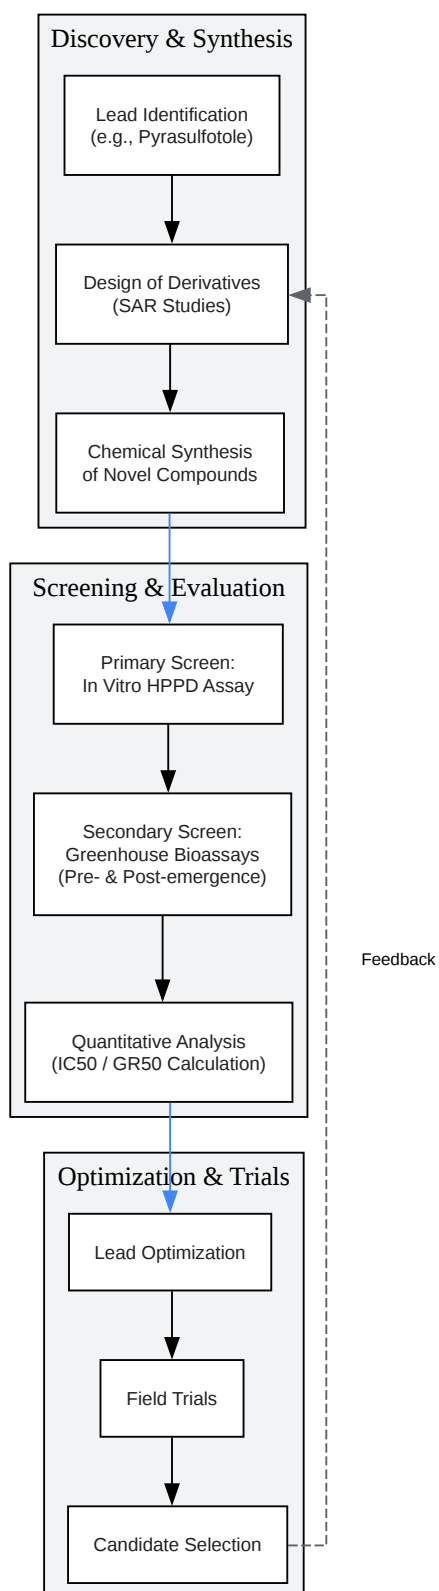 Discovery & Synthesis
Lead Identification
(e.g., Pyrasulfotole)
Design of Derivatives
(SAR Studies)
Chemical Synthesis
of Novel Compounds
Screening & Evaluation
Primary Screen:
In Vitro HPPD Assay
Secondary Screen:
Greenhouse Bioassays
(Pre- & Post-emergence)
Feedback
Quantitative Analysis
(IC50 / GR50 Calculation)
Optimization & Trials
Lead Optimization
Field Trials
Candidate Selection